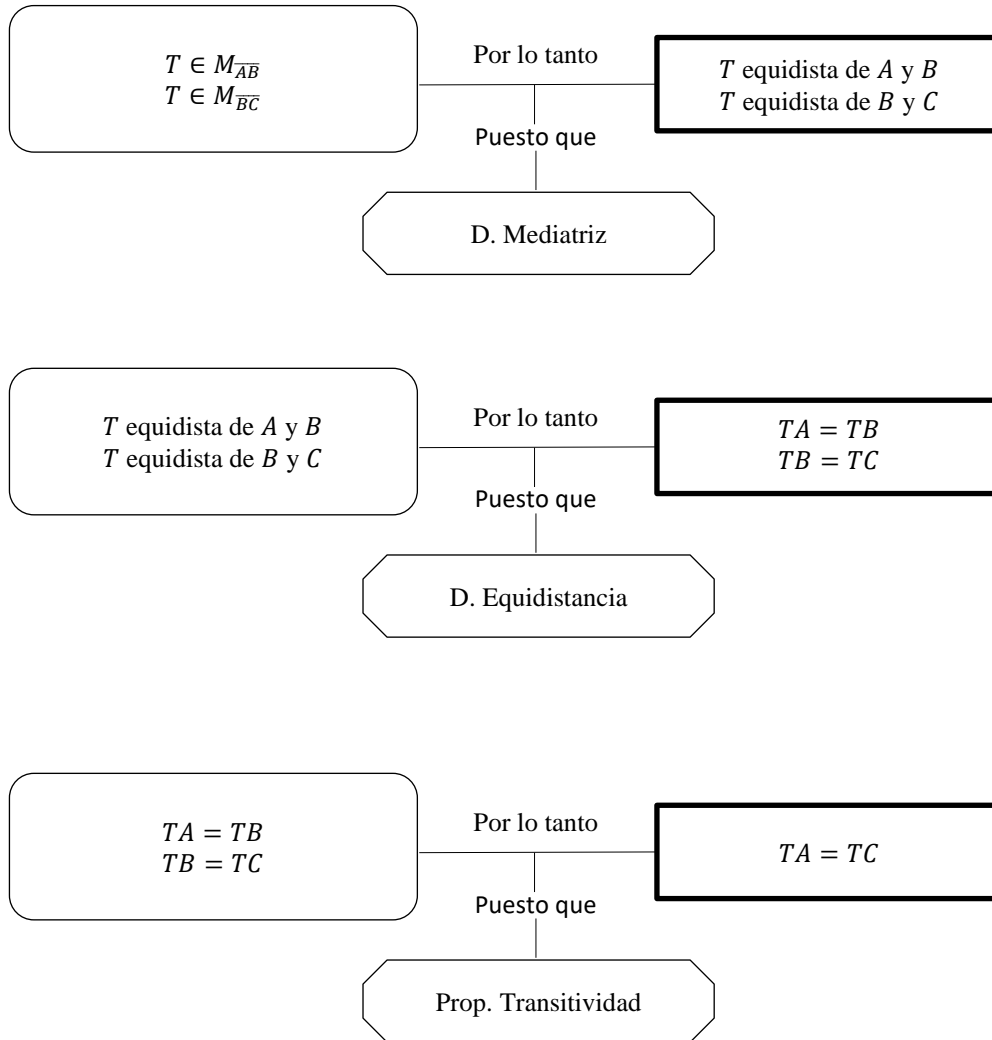 T ∈ M_{\overline{AB}}
T ∈ M_{\overline{BC}}
Por lo tanto
T equidista de A y B
T equidista de B y C
Puesto que
D. Mediatriz
T equidista de A y B
T equidista de B y C
Por lo tanto
TA = TB
TB = TC
Puesto que
D. Equidistancia
TA = TB
TB = TC
Por lo tanto
TA = TC
Puesto que
Prop. Transitividad